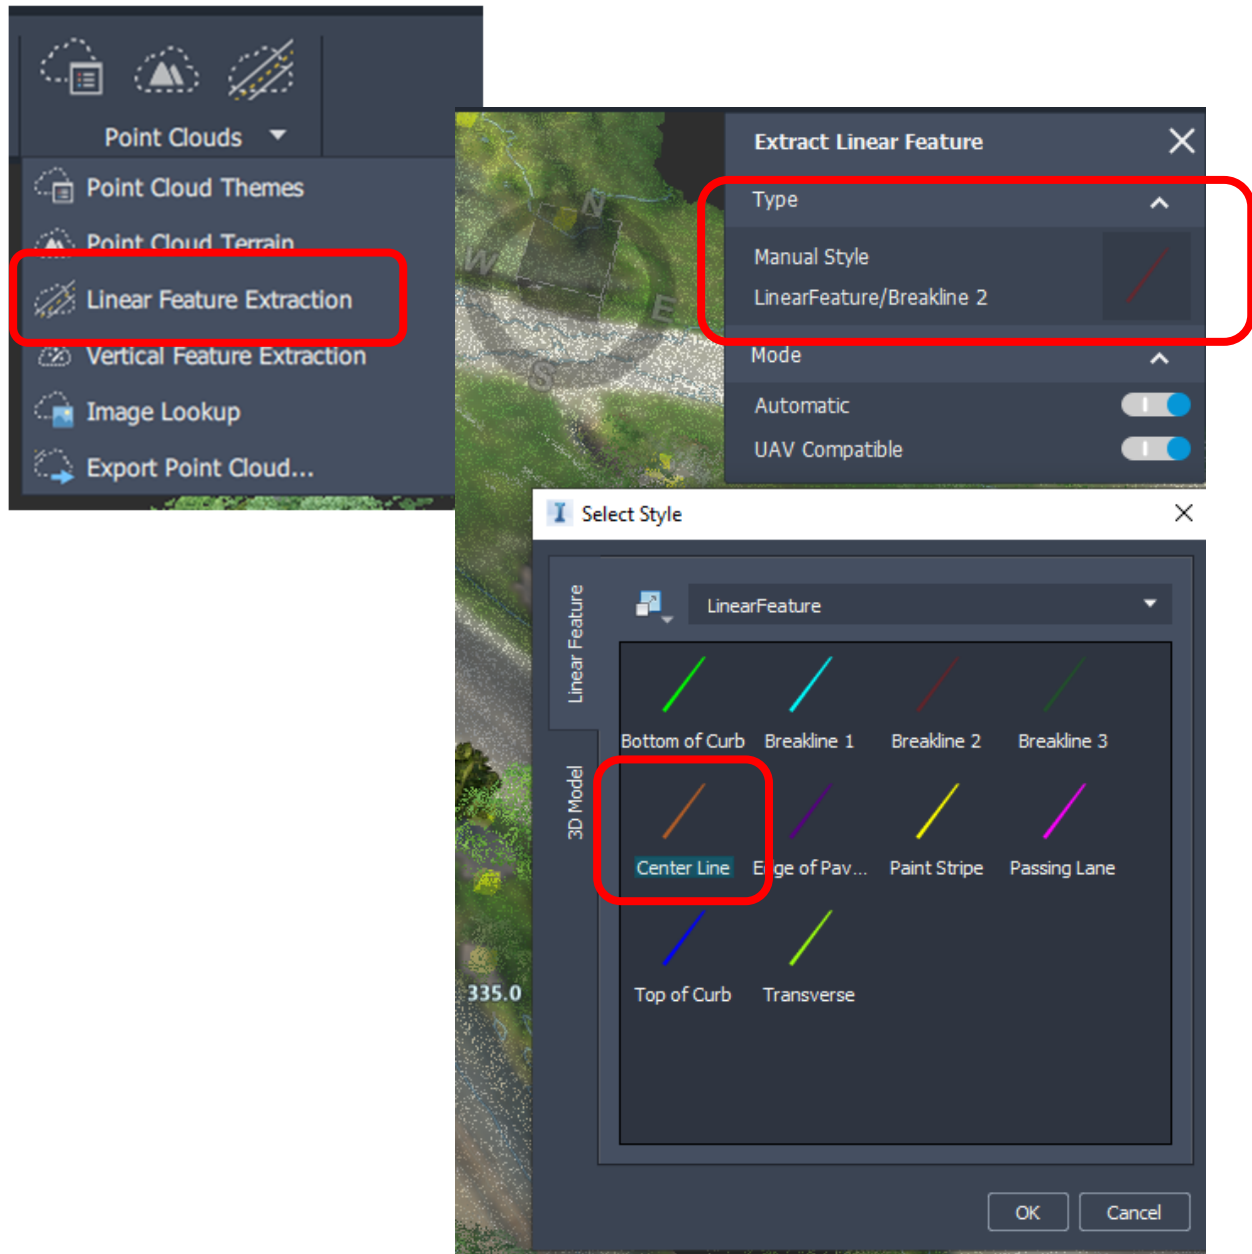 Point Clouds
Point Cloud Themes
Point Cloud Terrain
Linear Feature Extraction
Vertical Feature Extraction
Image Lookup
Export Point Cloud...
N
W
E
S
335.0
Extract Linear Feature
Type
Manual Style
LinearFeature/Breakline 2
Mode
Automatic
UAV Compatible
I Select Style
Linear Feature
3D Model
LinearFeature
Bottom of Curb Breakline 1 Breakline 2 Breakline 3
Center Line Edge of Pav... Paint Stripe Passing Lane
Top of Curb Transverse
OK Cancel